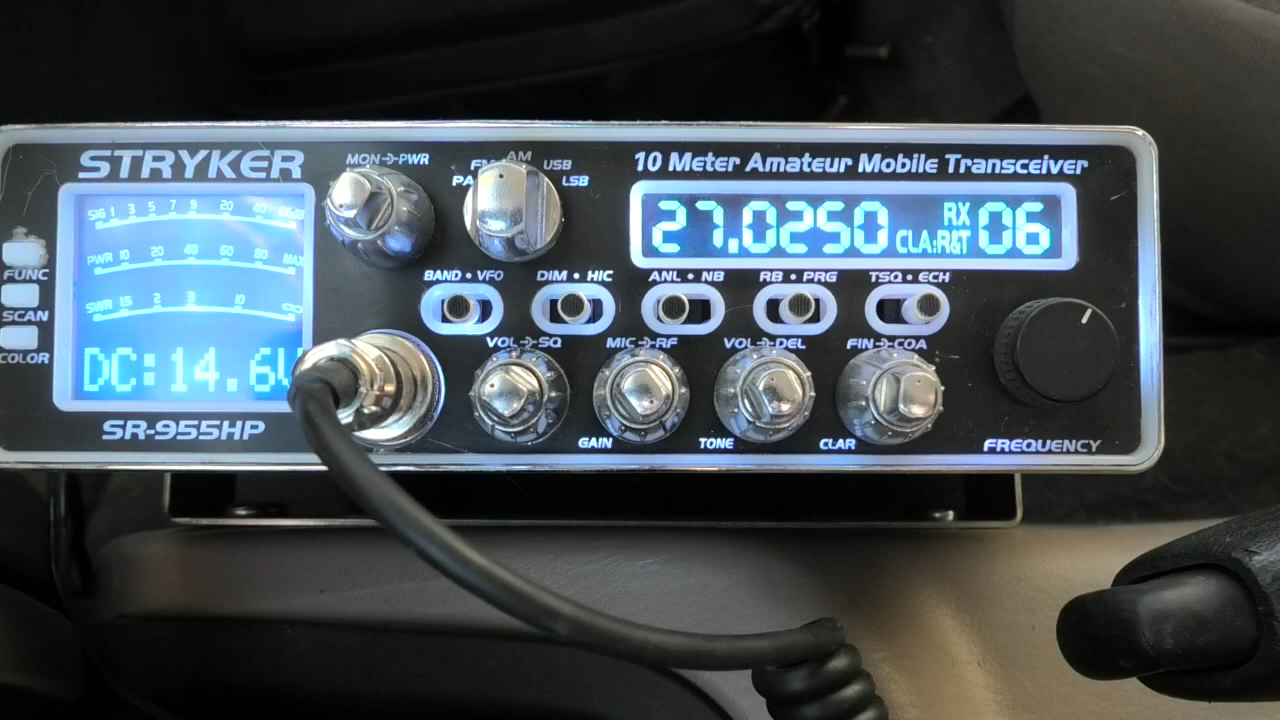 STRYKER
SIG 1 3 5 7 9 20 40
PWR 10 20 40 60 80 MAX
SWR 1.5 2 3 10 ∞
DC:14.6V
SR-955HP
FUNC
SCAN
COLOR
MON PWR
PA FM AM USB LSB
10 Meter Amateur Mobile Transceiver
27.0250 RX CLA:R&T 06
BAND • VFO DIM • HIC ANL • NB RB • PRG TSQ • ECH
VOL SQ MIC RF VOL DEL FIN COA
GAIN TONE CLAR
FREQUENCY